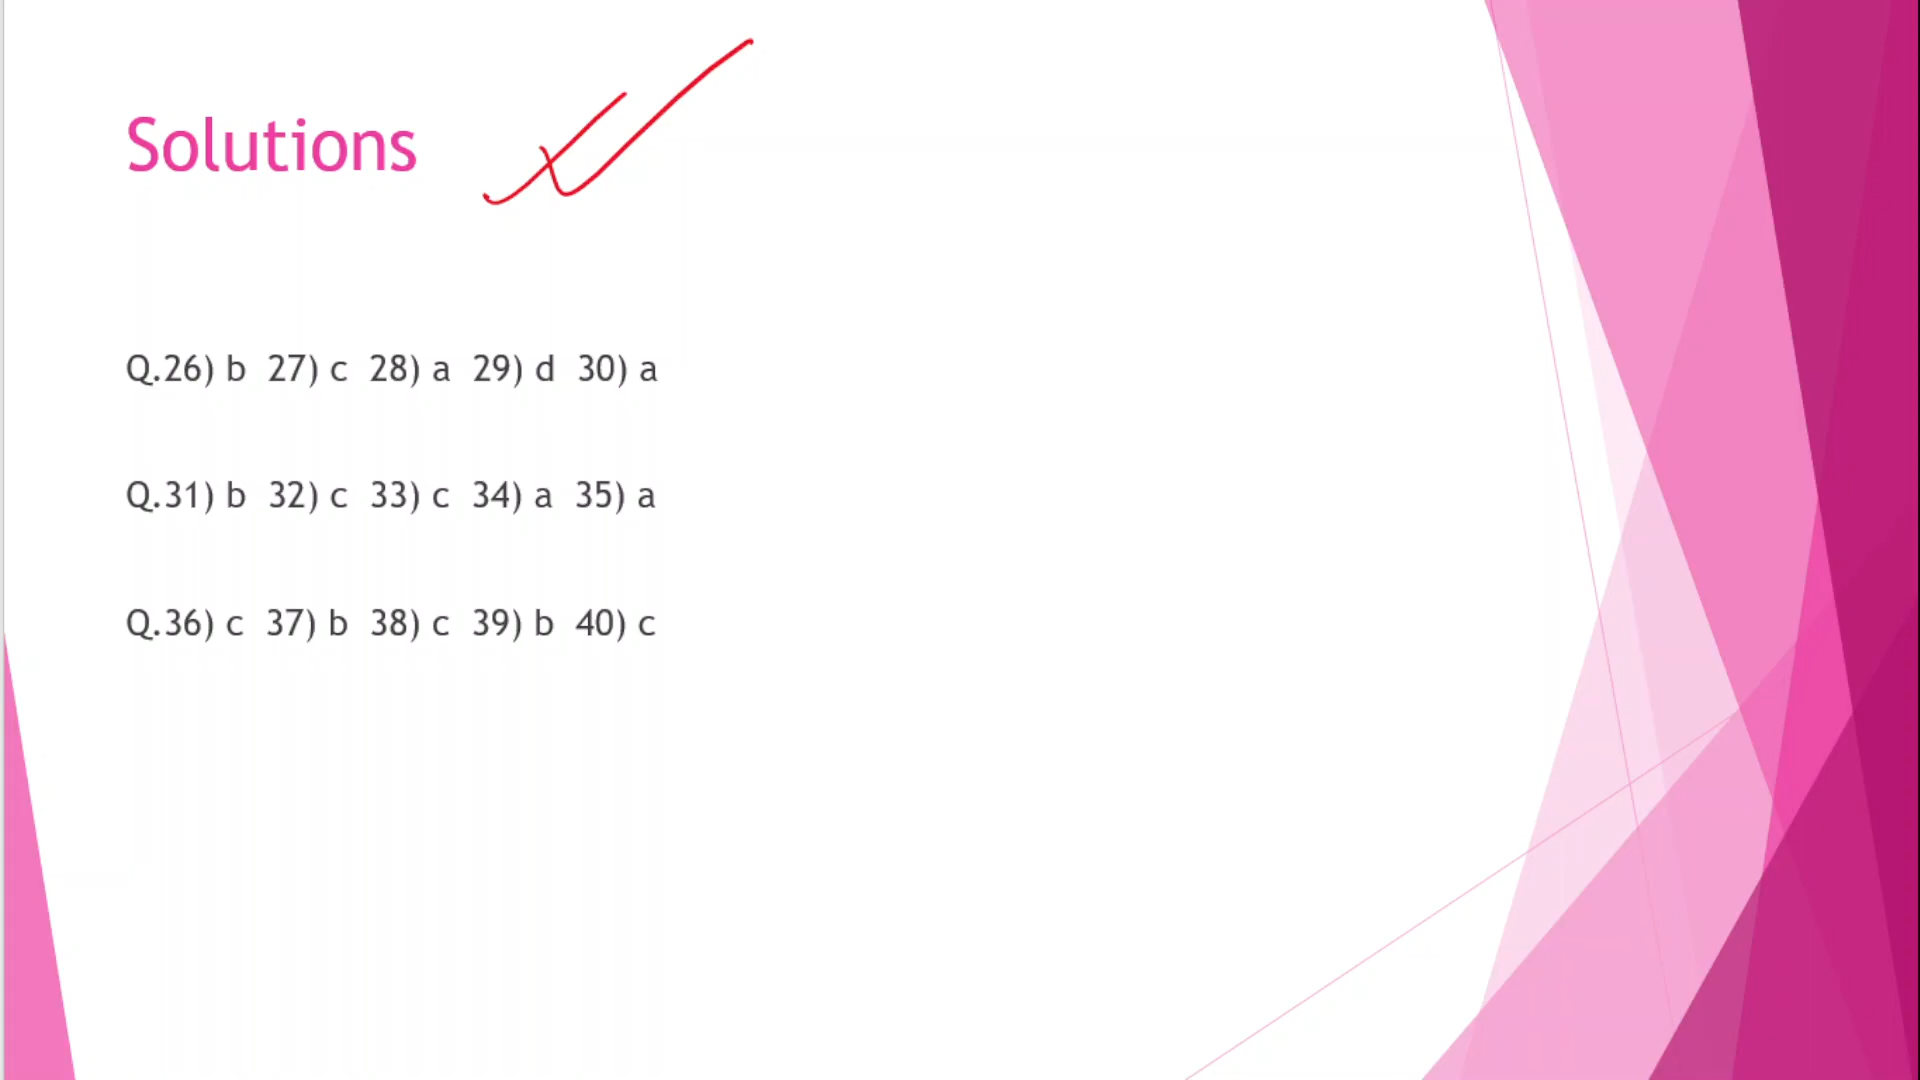 Solutions
Q.26) b 27) c 28) a 29) d 30) a
Q.31) b 32) c 33) c 34) a 35) a
Q.36) c 37) b 38) c 39) b 40) c